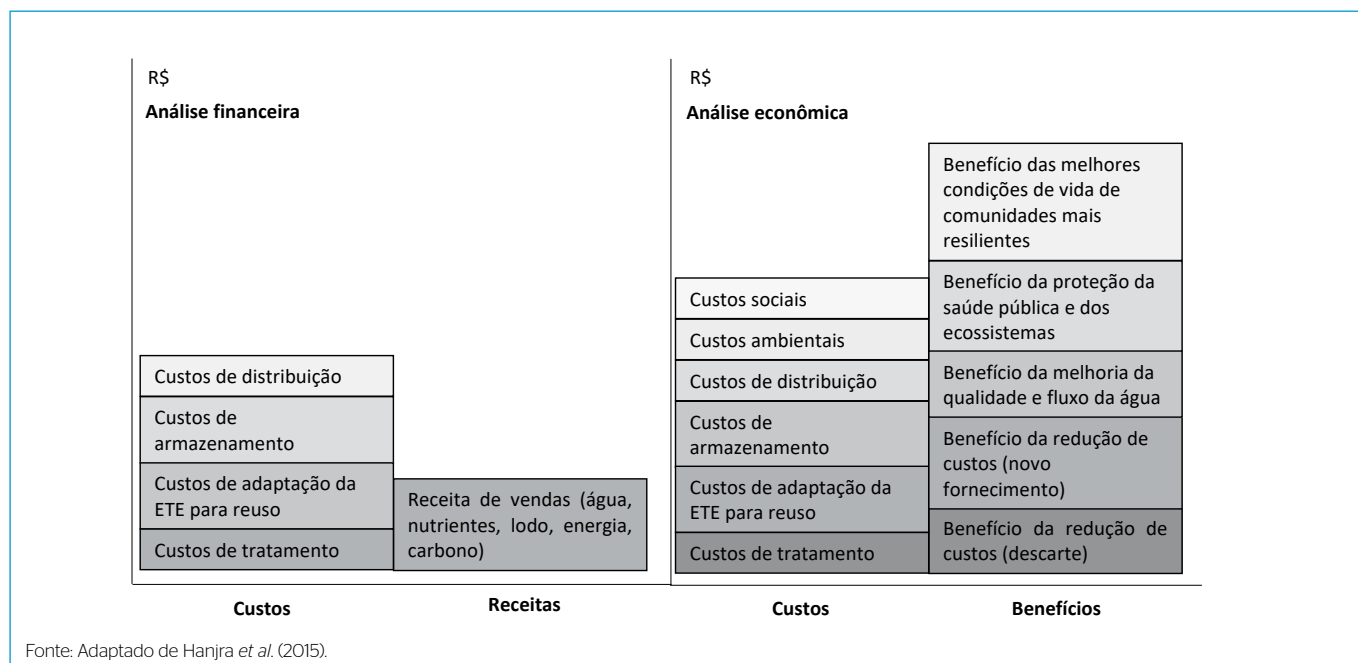 R$
Análise financeira
Custos de distribuição
Custos de
armazenamento
Custos de adaptação da
ETE para reuso
Custos de tratamento
Receita de vendas (água,
nutrientes, lodo, energia,
carbono)
Custos
Receitas
R$
Análise econômica
Custos sociais
Custos ambientais
Custos de distribuição
Custos de
armazenamento
Custos de adaptação da
ETE para reuso
Custos de tratamento
Benefício das melhores
condições de vida de
comunidades mais
resilientes
Benefício da proteção da
saúde pública e dos
ecossistemas
Benefício da melhoria da
qualidade e fluxo da água
Benefício da redução de
custos (novo
fornecimento)
Benefício da redução de
custos (descarte)
Custos
Benefícios
Fonte: Adaptado de Hanjra et al. (2015).